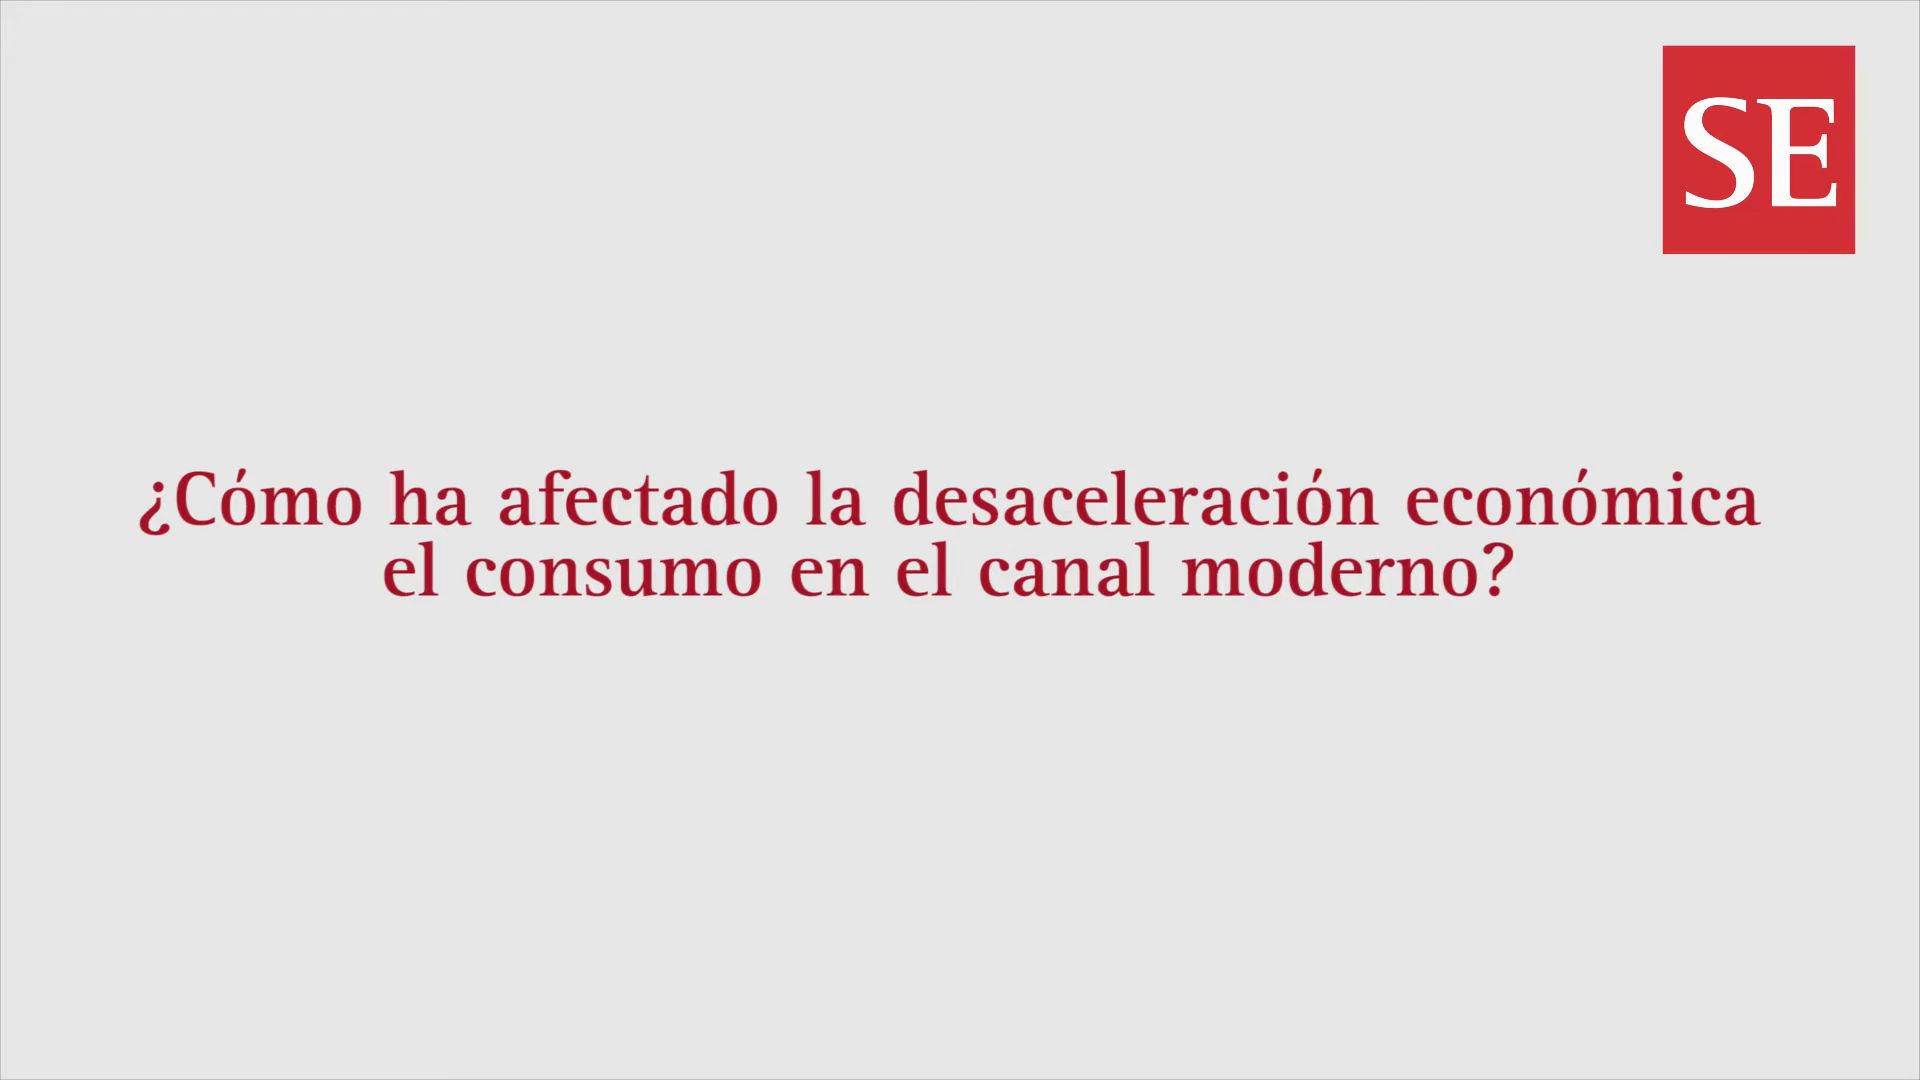 SE
¿Cómo ha afectado la desaceleración económica
el consumo en el canal moderno?